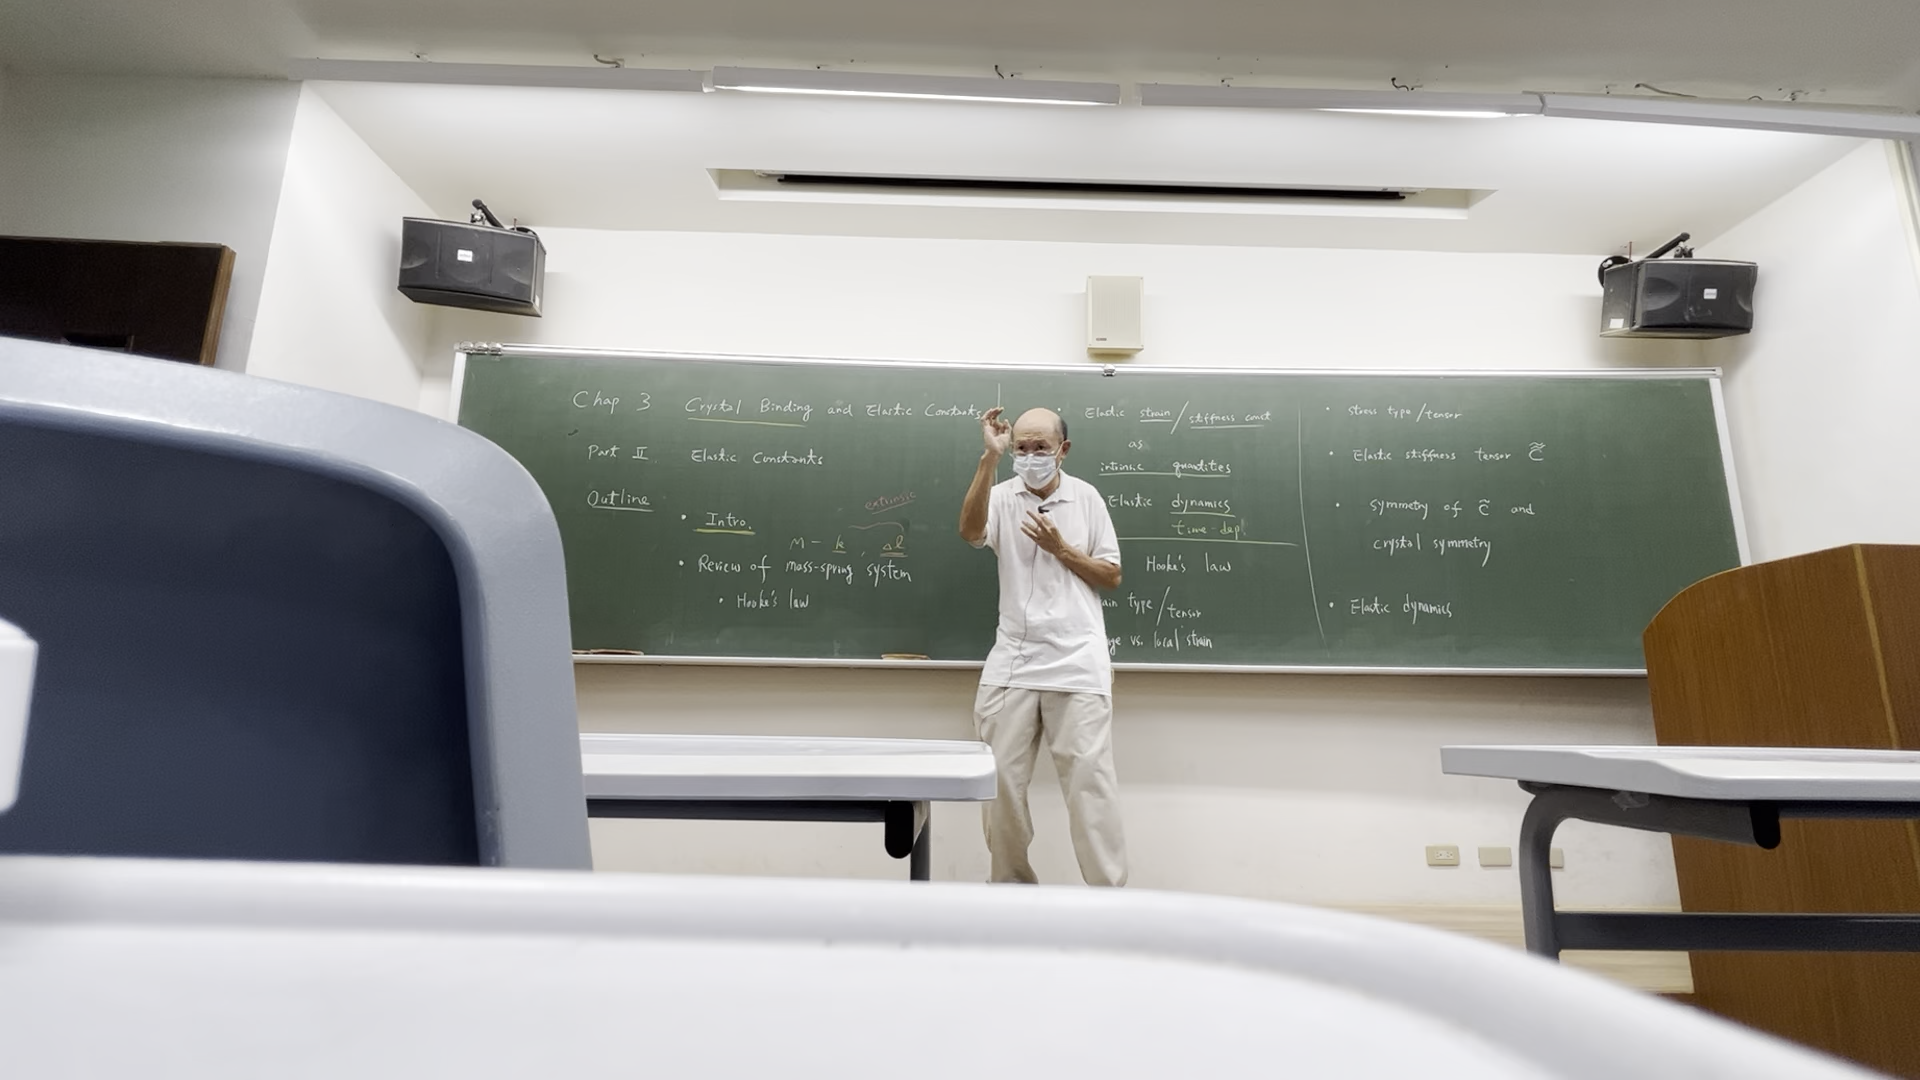 Chap 3 Crystal Binding and Elastic Constants
Part II Elastic Constants
Outline
• Intro.
extrinsic
M - k, Δl
• Review of mass-spring system
• Hooke's law
• Elastic strain / stiffness const
as
intrinsic quantities
Elastic dynamics
time-dep!
Hooke's law
type / tensor
vs. local strain
• stress type / tensor
• Elastic stiffness tensor C̃̃
• symmetry of C̃ and
crystal symmetry
• Elastic dynamics